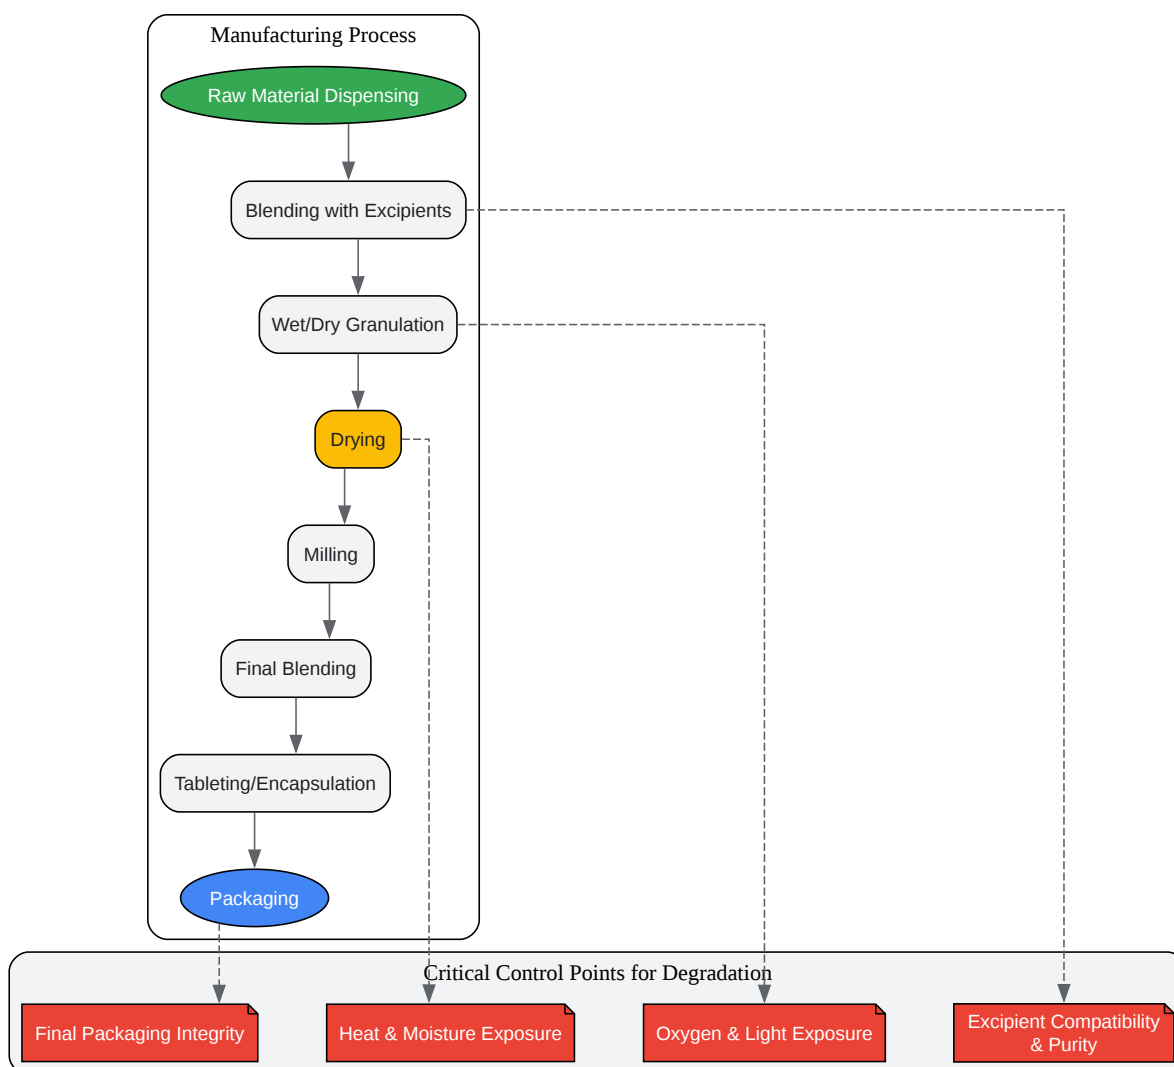 Manufacturing Process
Raw Material Dispensing
Blending with Excipients
Wet/Dry Granulation
Drying
Milling
Final Blending
Tableting/Encapsulation
Packaging
Critical Control Points for Degradation
Final Packaging Integrity
Heat & Moisture Exposure
Oxygen & Light Exposure
Excipient Compatibility
& Purity